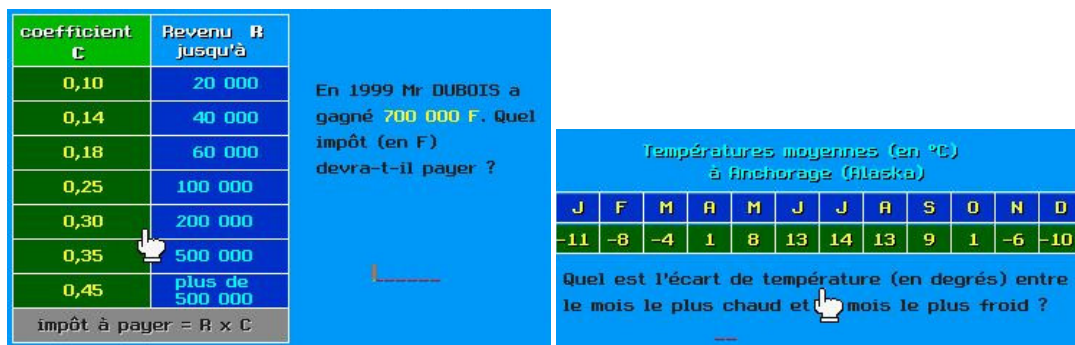 coefficient C
Revenu R jusqu'à
0,10 20 000
0,14 40 000
0,18 60 000
0,25 100 000
0,30 200 000
0,35 500 000
0,45 plus de 500 000
impôt à payer = R x C
En 1999 Mr DUBOIS a
gagné 700 000 F. Quel
impôt (en F)
devra-t-il payer ?
Températures moyennes (en °C)
à Anchorage (Alaska)
J F M A M J J A S O N D
-11 -8 -4 1 8 13 14 13 9 1 -6 -10
Quel est l'écart de température (en degrés) entre
le mois le plus chaud et mois le plus froid ?